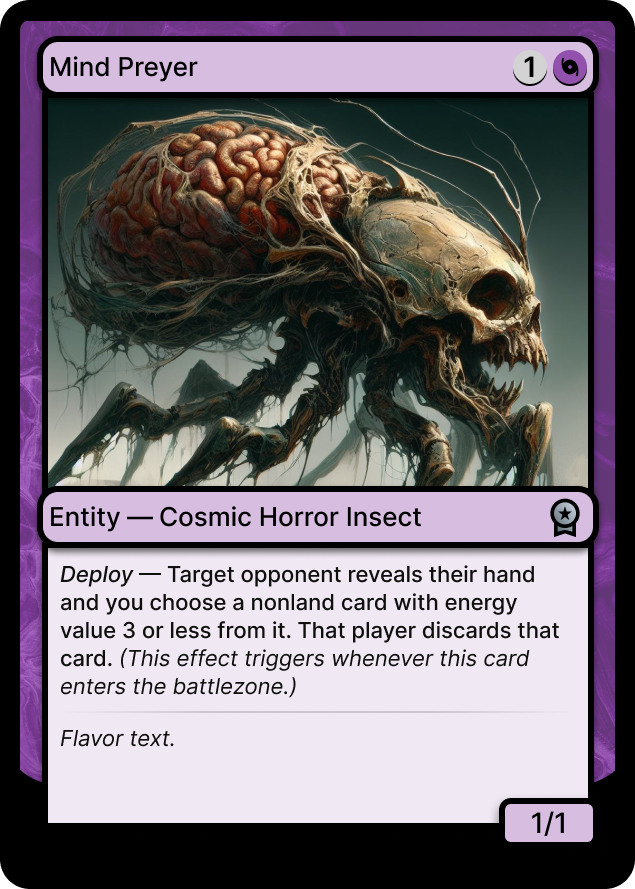 Mind Preyer 1
Entity — Cosmic Horror Insect
Deploy — Target opponent reveals their hand
and you choose a nonland card with energy
value 3 or less from it. That player discards that
card. (This effect triggers whenever this card
enters the battlezone.)
Flavor text.
1/1